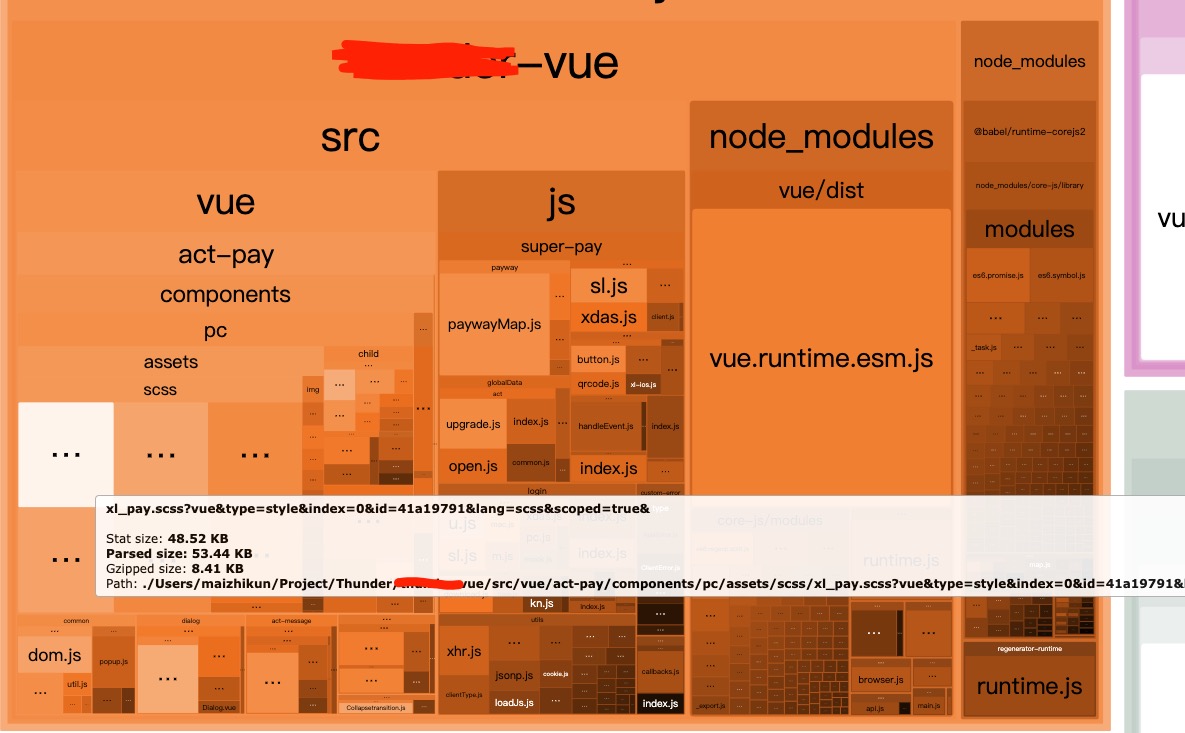 -vue
node_modules
@babel/runtime-corejs2
src
node_modules
vue/dist
node_modules/core-js/library
vue
js
modules
vu
act-pay
super-pay
components
payway
...
es6.promise.js
es6.symbol.js
sl.js
...
pc
paywayMap.js
xdas.js
client.js
assets
child
vue.runtime.esm.js
_task.js
scss
button.js
img
globalData
qrcode.js
xl-ios.js
act
upgrade.js
index.js
handleEvent.js
index.js
open.js
common.js
index.js
login
custom-error
xl_pay.scss?vue&type=style&index=0&id=41a19791&lang=scss&scoped=true&
Stat size: 48.52 KB
Parsed size: 53.44 KB
Gzipped size: 8.41 KB
Path: ./Users/maizhikun/Project/Thunder/
vue/src/vue/act-pay/components/pc/assets/scss/xl_pay.scss?vue&type=style&index=0&id=41a19791&
u.js
core-js/modules
sl.js
index.js
runtime.js
kn.js
index.js
common
dialog
act-message
utils
regenerator-runtime
dom.js
popup.js
xhr.js
jsonp.js
cookie.js
callbacks.js
browser.js
runtime.js
util.js
clientType.js
loadJs.js
index.js
Dialog.vue
Collapsetransition.js
_export.js
api.js
main.js